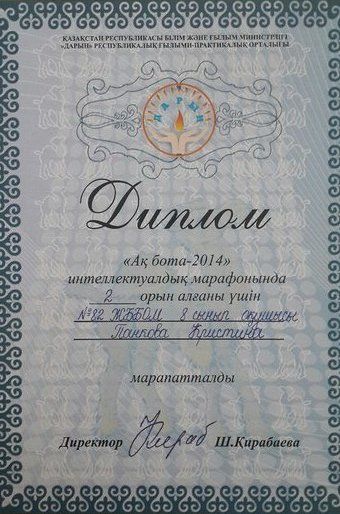 ҚАЗАҚСТАН РЕСПУБЛИКАСЫ БІЛІМ ЖӘНЕ ҒЫЛЫМ МИНИСТРЛІГІ
«ДАРЫН» РЕСПУБЛИКАЛЫҚ ҒЫЛЫМИ-ПРАКТИКАЛЫҚ ОРТАЛЫҒЫ
ДАРЫН
Диплом
«Ақ бота-2014»
интеллектуалдық марафонында
2 орын алғаны үшін
№82 ЖББОМ 8 сынып оқушысы
Панкова Кристина
марапатталды
Директор Ш.Қирабаева